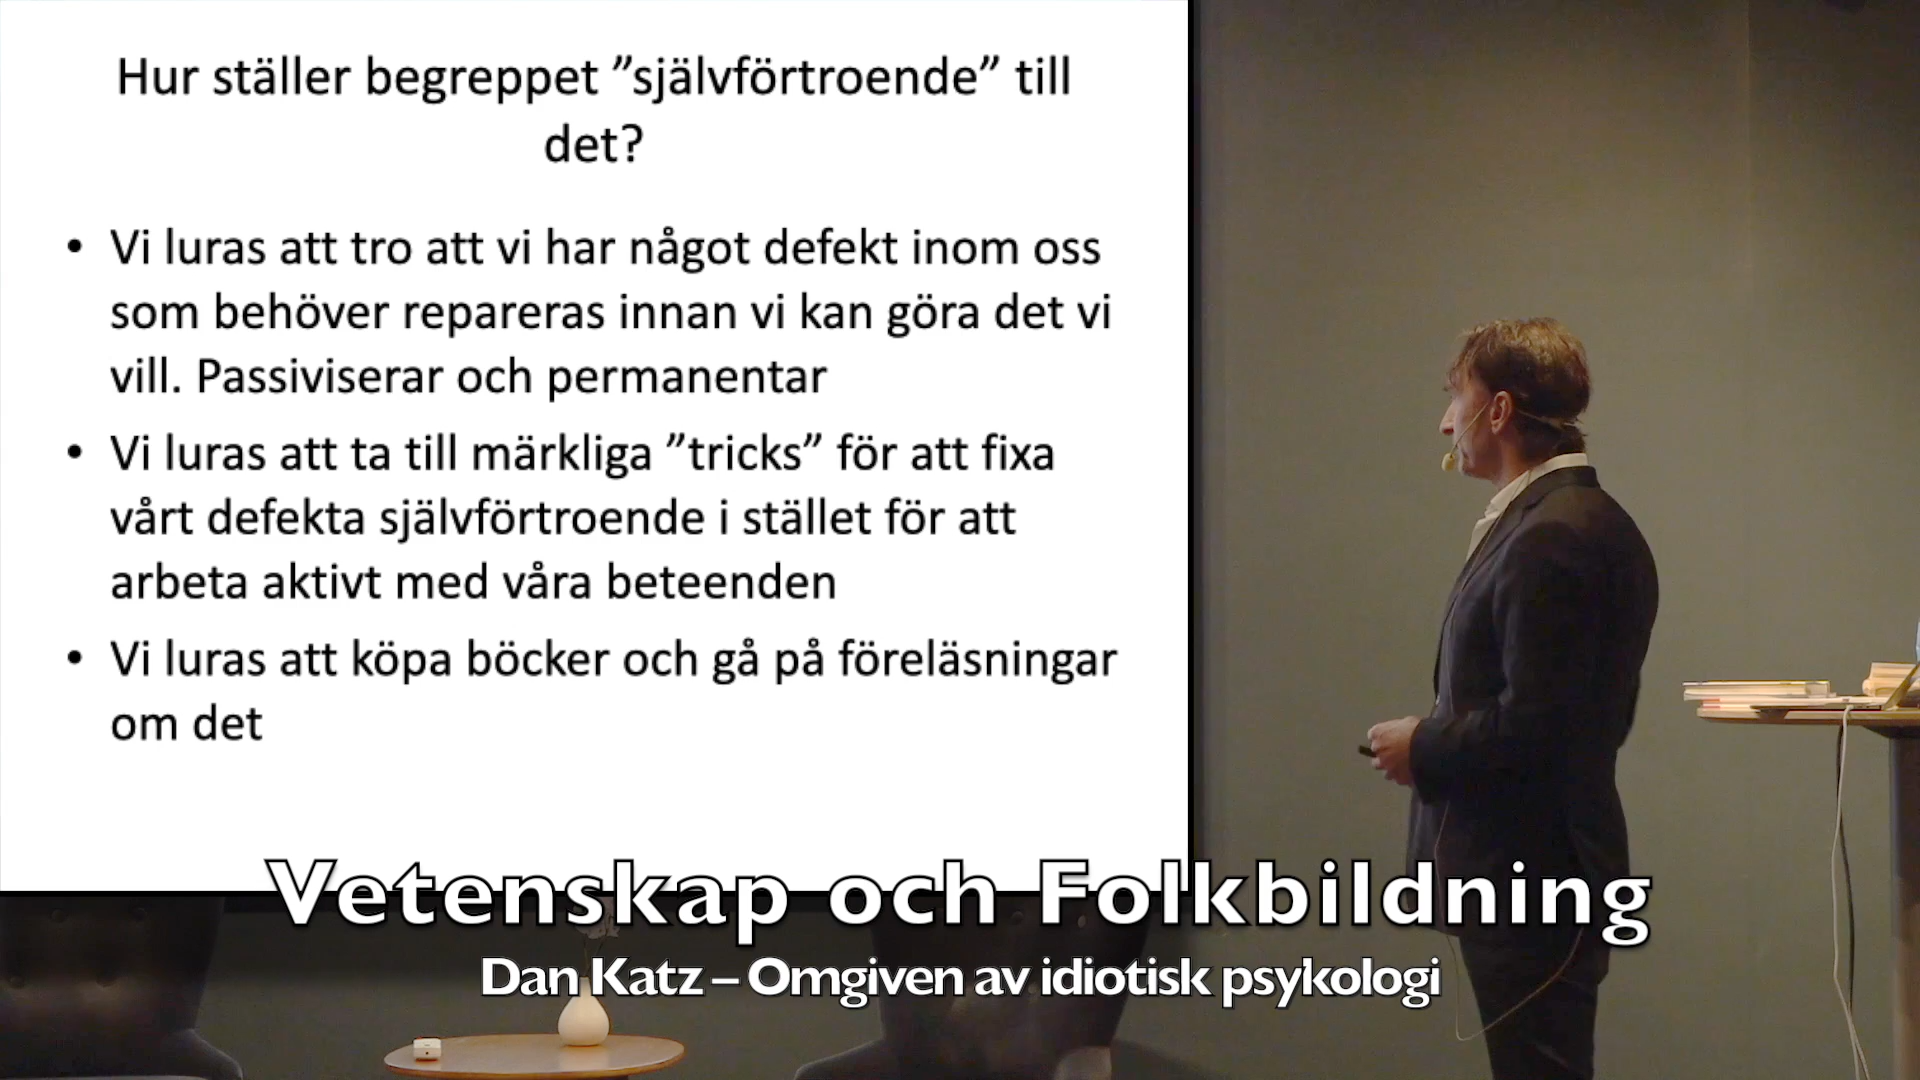 Hur ställer begreppet ”självförtroende” till
det?
• Vi luras att tro att vi har något defekt inom oss
som behöver repareras innan vi kan göra det vi
vill. Passiviserar och permanentar
• Vi luras att ta till märkliga ”tricks” för att fixa
vårt defekta självförtroende i stället för att
arbeta aktivt med våra beteenden
• Vi luras att köpa böcker och gå på föreläsningar
om det
Vetenskap och Folkbildning
Dan Katz – Omgiven av idiotisk psykologi